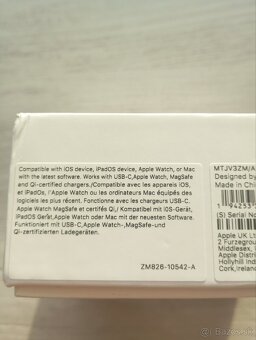 Compatible with iOS device, iPadOS device, Apple Watch, or Mac
with the latest software. Works with USB-C,Apple Watch, MagSafe
and Qi-certified chargers./Compatible avec les appareils iOS,
et iPadOs, l'Apple Watch ou les ordinateurs Mac équipés des
logiciels les plus récent. Fonctionne avec les chargeurs USB-C.
Apple Watch MagSafe et certifés Qi./ Kompatibel mit iOS-Gerät,
iPadOS Gerät,Apple Watch oder Mac mit der neuesten Software.
Funktioniert mit USB-C,Apple Watch-,MagSafe-und
Qi-zertifizierten Ladegeräten.
ZM828-10542-A
MTJV3ZM/A
Designed by
Made in Chi
(S) Serial No
Apple UK Lt
2 Furzegroun
Middlesex,
Apple Distri
Hollyhill Ind
Cork,Ireland